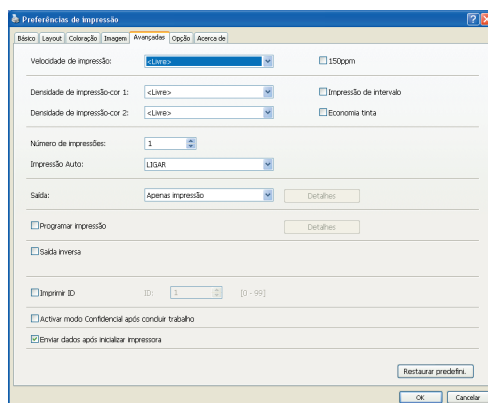 Preferências de impressão
Básico Layout Coloração Imagem Avançadas Opção Acerca de
Velocidade de impressão: <Livre> 150ppm
Densidade de impressão-cor 1: <Livre> Impressão de intervalo
Densidade de impressão-cor 2: <Livre> Economia tinta
Número de impressões: 1
Impressão Auto: LIGAR
Saída: Apenas impressão Detalhes
Programar impressão Detalhes
Saída inversa
Imprimir ID ID: 1 [0 - 99]
Activar modo Confidencial após concluir trabalho
Enviar dados após inicializar impressora
Restaurar predefini.
OK Cancelar